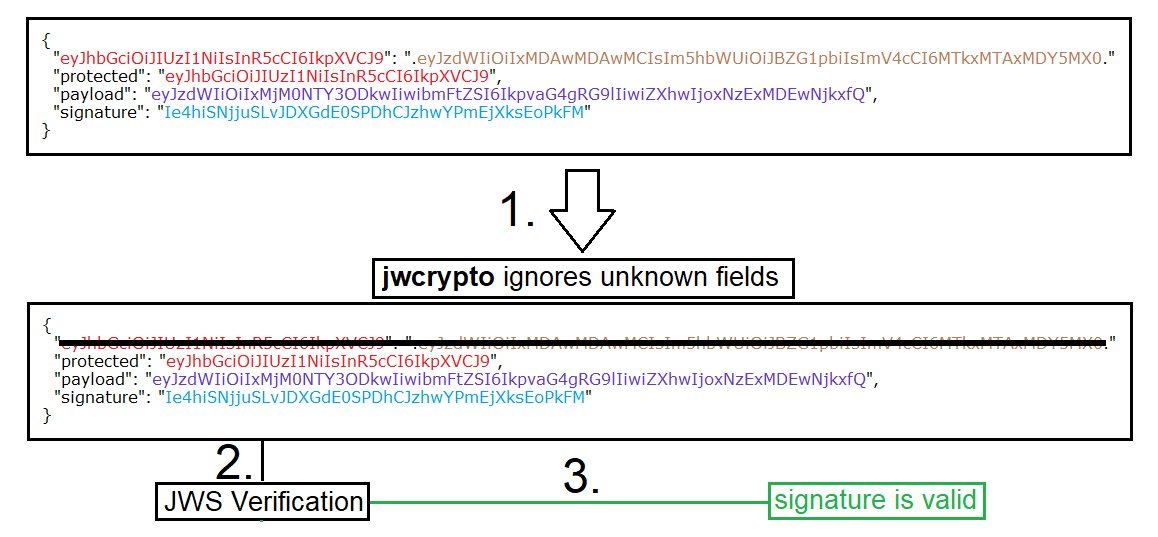 {
"eyJhbGciOiJIUzI1NiIsInR5cCI6IkpXVCJ9": ".eyJzdWIiOiIxMDAwMDAwMCIsIm5hbWUiOiJBZG1pbiIsImV4cCI6MTkxMTAxMDY5MX0."
"protected": "eyJhbGciOiJIUzI1NiIsInR5cCI6IkpXVCJ9",
"payload": "eyJzdWIiOiIxMjM0NTY3ODkwIiwibmFtZSI6IkpvaG4gRG9lIiwiZXhwIjoxNzExMDEwNjkxfQ",
"signature": "Ie4hiSNjjuSLvJDXGdE0SPDhCJzhwYPmEjXksEoPkFM"
}
1.
jwcrypto ignores unknown fields
{
"eyJhbGciOiJIUzI1NiIsInR5cCI6IkpXVCJ9": ".eyJzdWIiOiIxMDAwMDAwMCIsIm5hbWUiOiJBZG1pbiIsImV4cCI6MTkxMTAxMDY5MX0."
"protected": "eyJhbGciOiJIUzI1NiIsInR5cCI6IkpXVCJ9",
"payload": "eyJzdWIiOiIxMjM0NTY3ODkwIiwibmFtZSI6IkpvaG4gRG9lIiwiZXhwIjoxNzExMDEwNjkxfQ",
"signature": "Ie4hiSNjjuSLvJDXGdE0SPDhCJzhwYPmEjXksEoPkFM"
}
2.
3.
JWS Verification
signature is valid